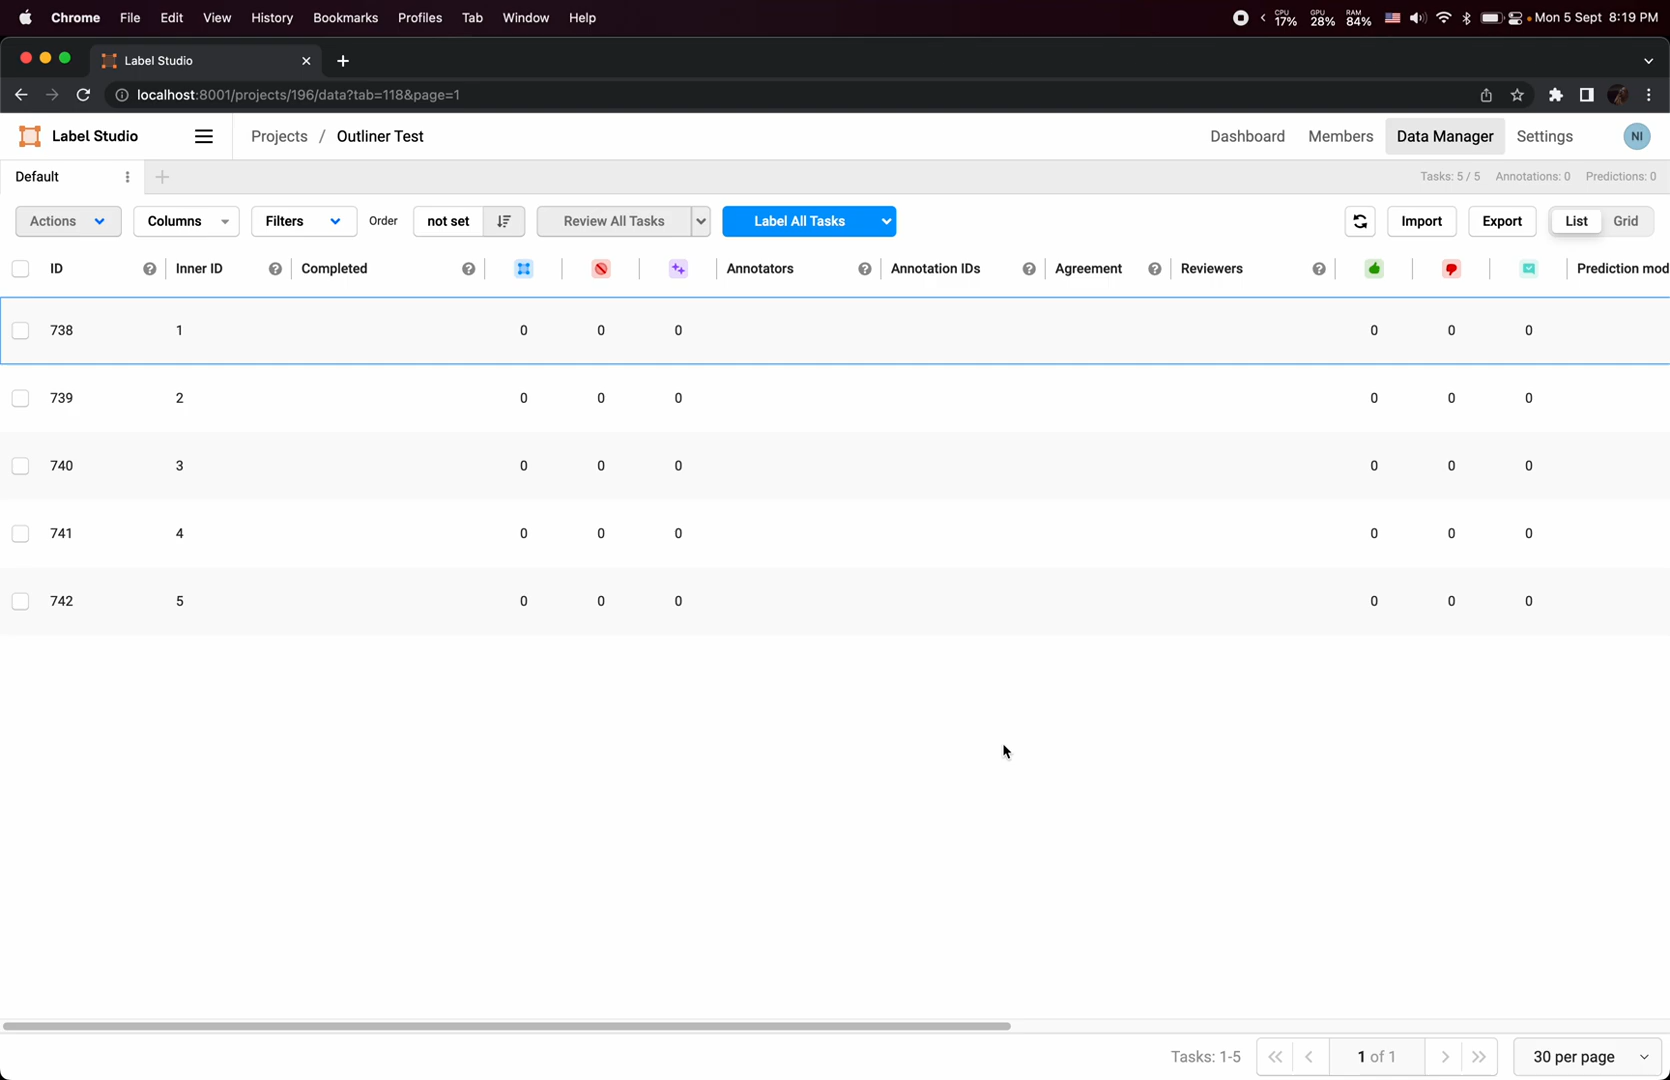 Chrome File Edit View History Bookmarks Profiles Tab Window Help CPU 17% GPU 28% RAM 84% Mon 5 Sept 8:19 PM
Label Studio
localhost:8001/projects/196/data?tab=118&page=1
Label Studio Projects / Outliner Test Dashboard Members Data Manager Settings NI
Default Tasks: 5 / 5 Annotations: 0 Predictions: 0
Actions Columns Filters Order not set Review All Tasks Label All Tasks Import Export List Grid
ID Inner ID Completed Annotators Annotation IDs Agreement Reviewers Prediction mod
738 1 0 0 0 0 0 0
739 2 0 0 0 0 0 0
740 3 0 0 0 0 0 0
741 4 0 0 0 0 0 0
742 5 0 0 0 0 0 0
Tasks: 1-5 1 of 1 30 per page